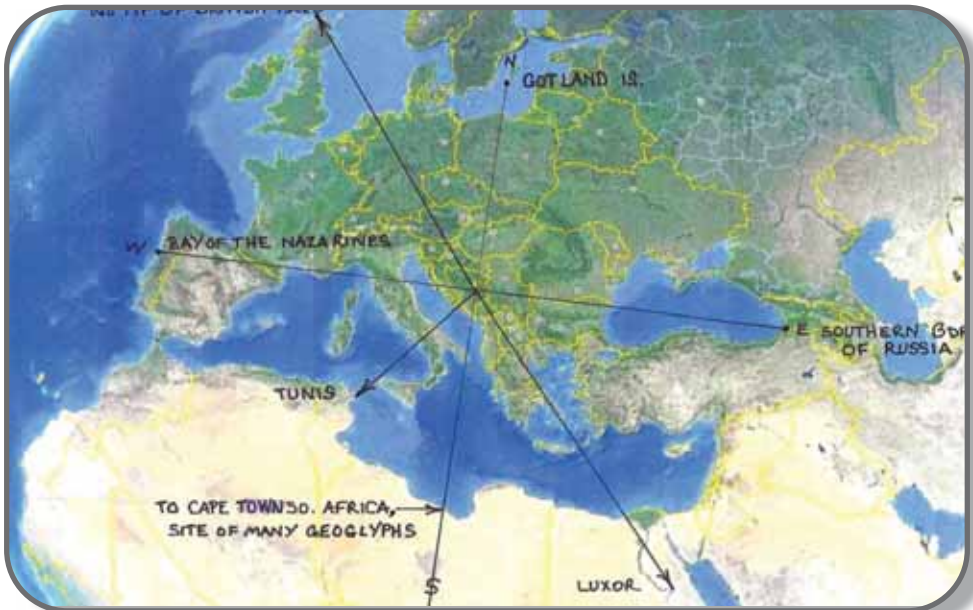 N
GOTLAND IS.
W BAY OF THE NAZARINES
E SOUTHERN BDR
OF RUSSIA
TUNIS
TO CAPE TOWN SO. AFRICA,
SITE OF MANY GEOGLYPHS
S
LUXOR